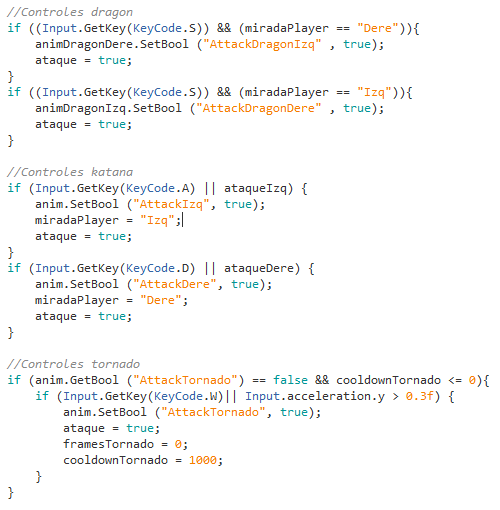 //Controles dragon
if ((Input.GetKey(KeyCode.S)) && (miradaPlayer == "Dere")){
    animDragonDere.SetBool ("AttackDragonIzq" , true);
    ataque = true;
}
if ((Input.GetKey(KeyCode.S)) && (miradaPlayer == "Izq")){
    animDragonIzq.SetBool ("AttackDragonDere" , true);
    ataque = true;
}

//Controles katana
if (Input.GetKey(KeyCode.A) || ataqueIzq) {
    anim.SetBool ("AttackIzq", true);
    miradaPlayer = "Izq";
    ataque = true;
}
if (Input.GetKey(KeyCode.D) || ataqueDere) {
    anim.SetBool ("AttackDere", true);
    miradaPlayer = "Dere";
    ataque = true;
}

//Controles tornado
if (anim.GetBool ("AttackTornado") == false && cooldownTornado <= 0){
    if (Input.GetKey(KeyCode.W)|| Input.acceleration.y > 0.3f) {
        anim.SetBool ("AttackTornado", true);
        ataque = true;
        framesTornado = 0;
        cooldownTornado = 1000;
    }
}